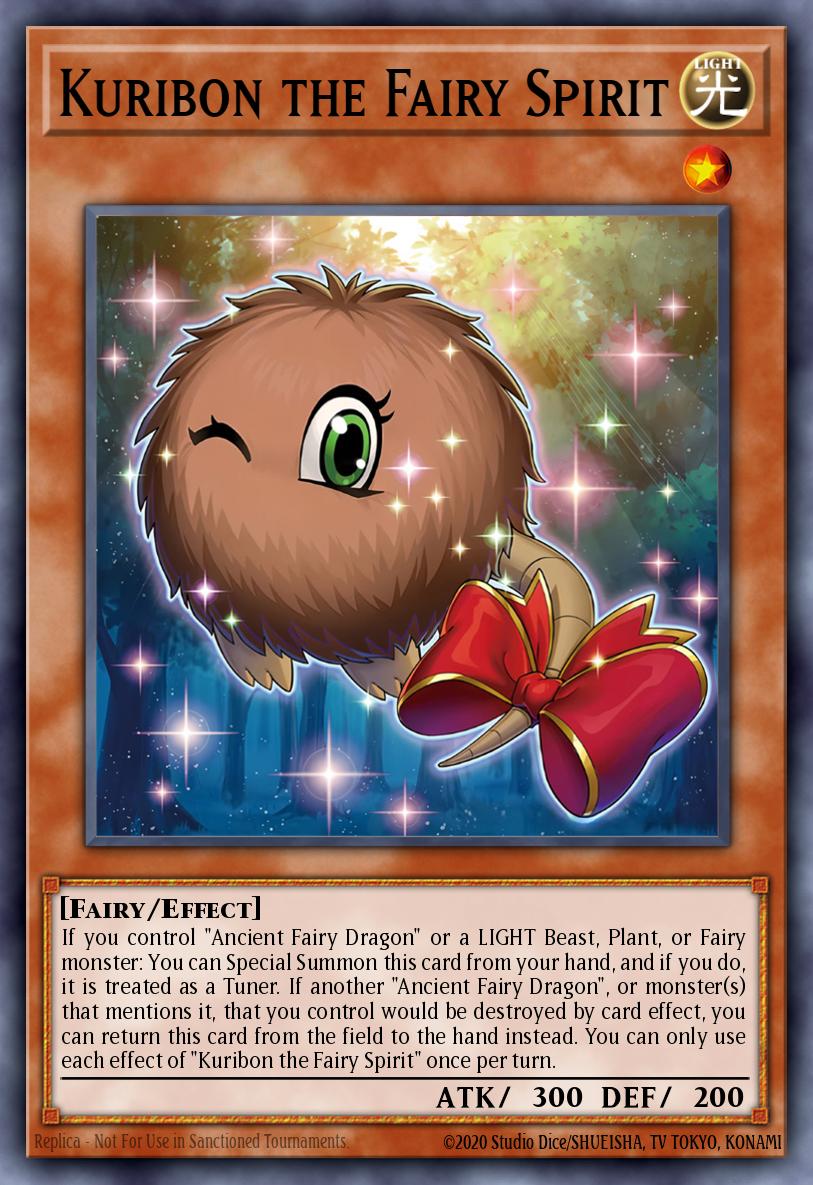 Kuribon the Fairy Spirit
LIGHT
光
[Fairy/Effect]
If you control "Ancient Fairy Dragon" or a LIGHT Beast, Plant, or Fairy
monster: You can Special Summon this card from your hand, and if you do,
it is treated as a Tuner. If another "Ancient Fairy Dragon", or monster(s)
that mentions it, that you control would be destroyed by card effect, you
can return this card from the field to the hand instead. You can only use
each effect of "Kuribon the Fairy Spirit" once per turn.
ATK/ 300 DEF/ 200
Replica - Not For Use in Sanctioned Tournaments.
©2020 Studio Dice/SHUEISHA, TV TOKYO, KONAMI